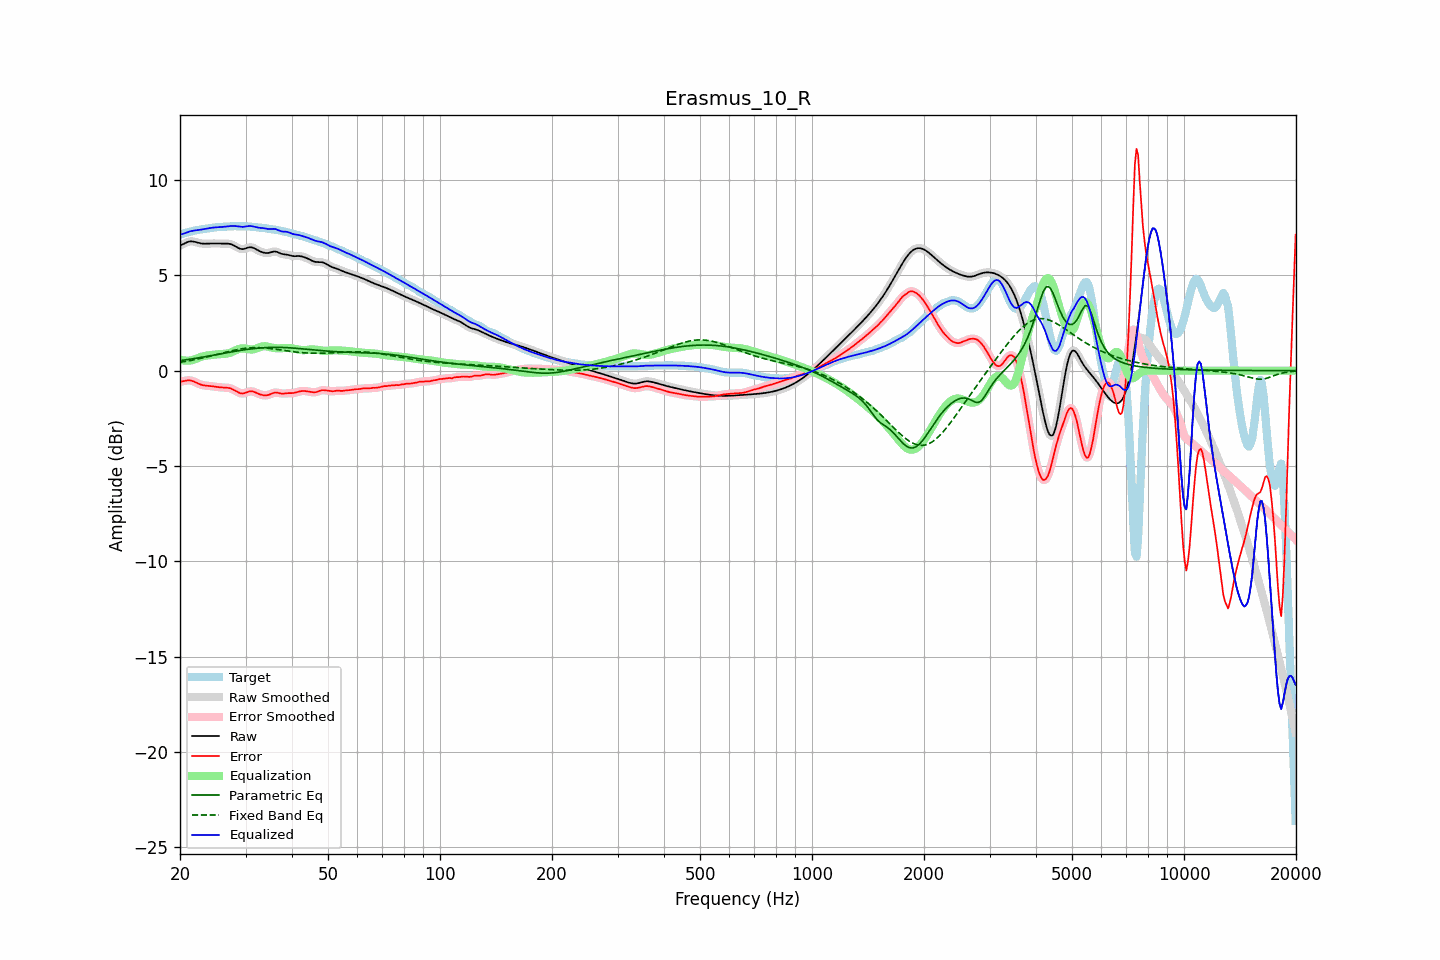 Erasmus_10_R
Amplitude (dBr)
10
5
0
−5
−10
−15
−20
−25
20
50
100
200
500
1000
2000
5000
10000
20000
Frequency (Hz)
Target
Raw Smoothed
Error Smoothed
Raw
Error
Equalization
Parametric Eq
Fixed Band Eq
Equalized